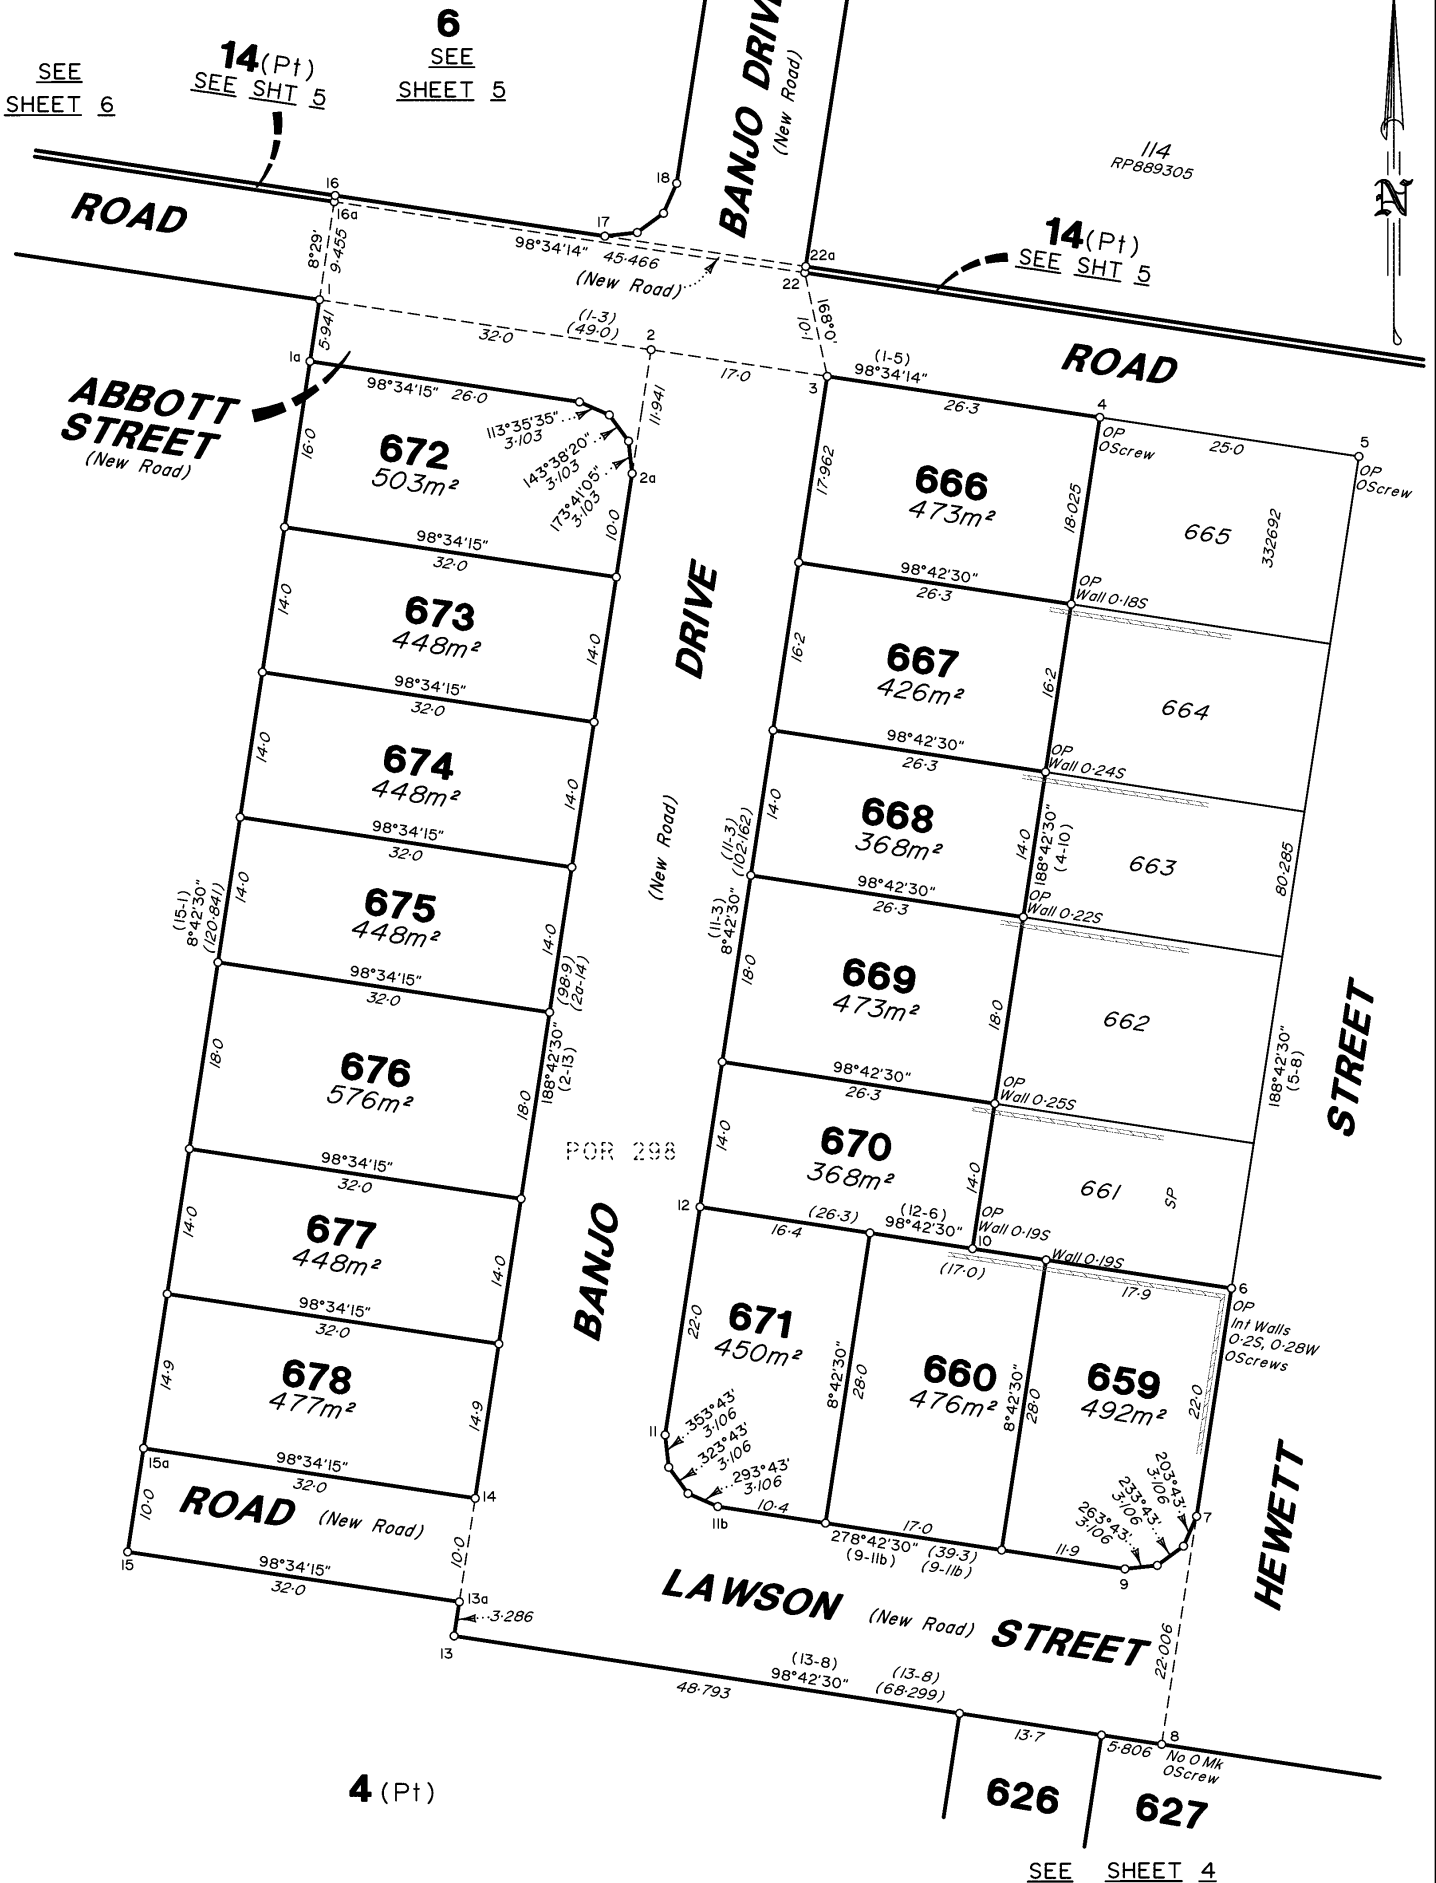 6
SEE
SHEET 5
14(Pt)
SEE SHT 5
SEE
SHEET 6
BANJO DRIVE
(New Road)
114
RP889305
N
16
16a
17
18
ROAD
8°29'
9·455
98°34'14"
45·466
(New Road)
22a
22
14(Pt)
SEE SHT 5
168°0'
10·1
ROAD
5·941
(1-3)
(49·0)
32·0
2
17·0
3
(1-5)
98°34'14"
26·3
4
OP
OScrew
25·0
5
OP
OScrew
1a
ABBOTT
STREET
(New Road)
98°34'15"
26·0
113°35'35"
3·103
143°38'20"
3·103
173°41'05"
3·103
2a
11·941
16·0
672
503m²
10·0
98°34'15"
32·0
14·0
673
448m²
14·0
98°34'15"
32·0
14·0
674
448m²
14·0
98°34'15"
32·0
(15-1)
8°42'30"
(120·841)
14·0
675
448m²
14·0
(98·9)
(2a-14)
98°34'15"
32·0
18·0
676
576m²
18·0
188°42'30"
(2-13)
98°34'15"
32·0
14·0
677
448m²
14·0
98°34'15"
32·0
14·9
678
477m²
14·9
15a
98°34'15"
32·0
14
10·0
ROAD (New Road)
10·0
15
98°34'15"
32·0
13a
3·286
13
DRIVE
(New Road)
POR 298
BANJO
17·962
666
473m²
18·025
665
332692
98°42'30"
26·3
OP
Wall 0·18S
16·2
667
426m²
16·2
664
98°42'30"
26·3
OP
Wall 0·24S
14·0
668
368m²
14·0
188°42'30"
(4-10)
663
80·285
(11-3)
(102·162)
98°42'30"
26·3
OP
Wall 0·22S
(11-3)
8°42'30"
18·0
669
473m²
18·0
662
98°42'30"
26·3
OP
Wall 0·25S
188°42'30"
(5-8)
STREET
14·0
670
368m²
14·0
661
SP
12
16·4
(26·3)
(12-6)
98°42'30"
OP
Wall 0·19S
10
(17·0)
Wall 0·19S
17·9
6
OP
Int Walls
0·2S, 0·28W
OScrews
22·0
671
450m²
8°42'30"
28·0
660
476m²
8°42'30"
28·0
659
492m²
22·0
11
353°43'
3·106
323°43'
3·106
293°43'
3·106
11b
10·4
17·0
278°42'30"
(9-11b)
(39·3)
(9-11b)
11·9
9
263°43'
3·106
233°43'
3·106
203°43'
3·106
7
HEWETT
LAWSON (New Road) STREET
22·006
(13-8)
98°42'30"
(13-8)
(68·299)
48·793
13·7
5·806
8
No O Mk
OScrew
4 (Pt)
626
627
SEE SHEET 4